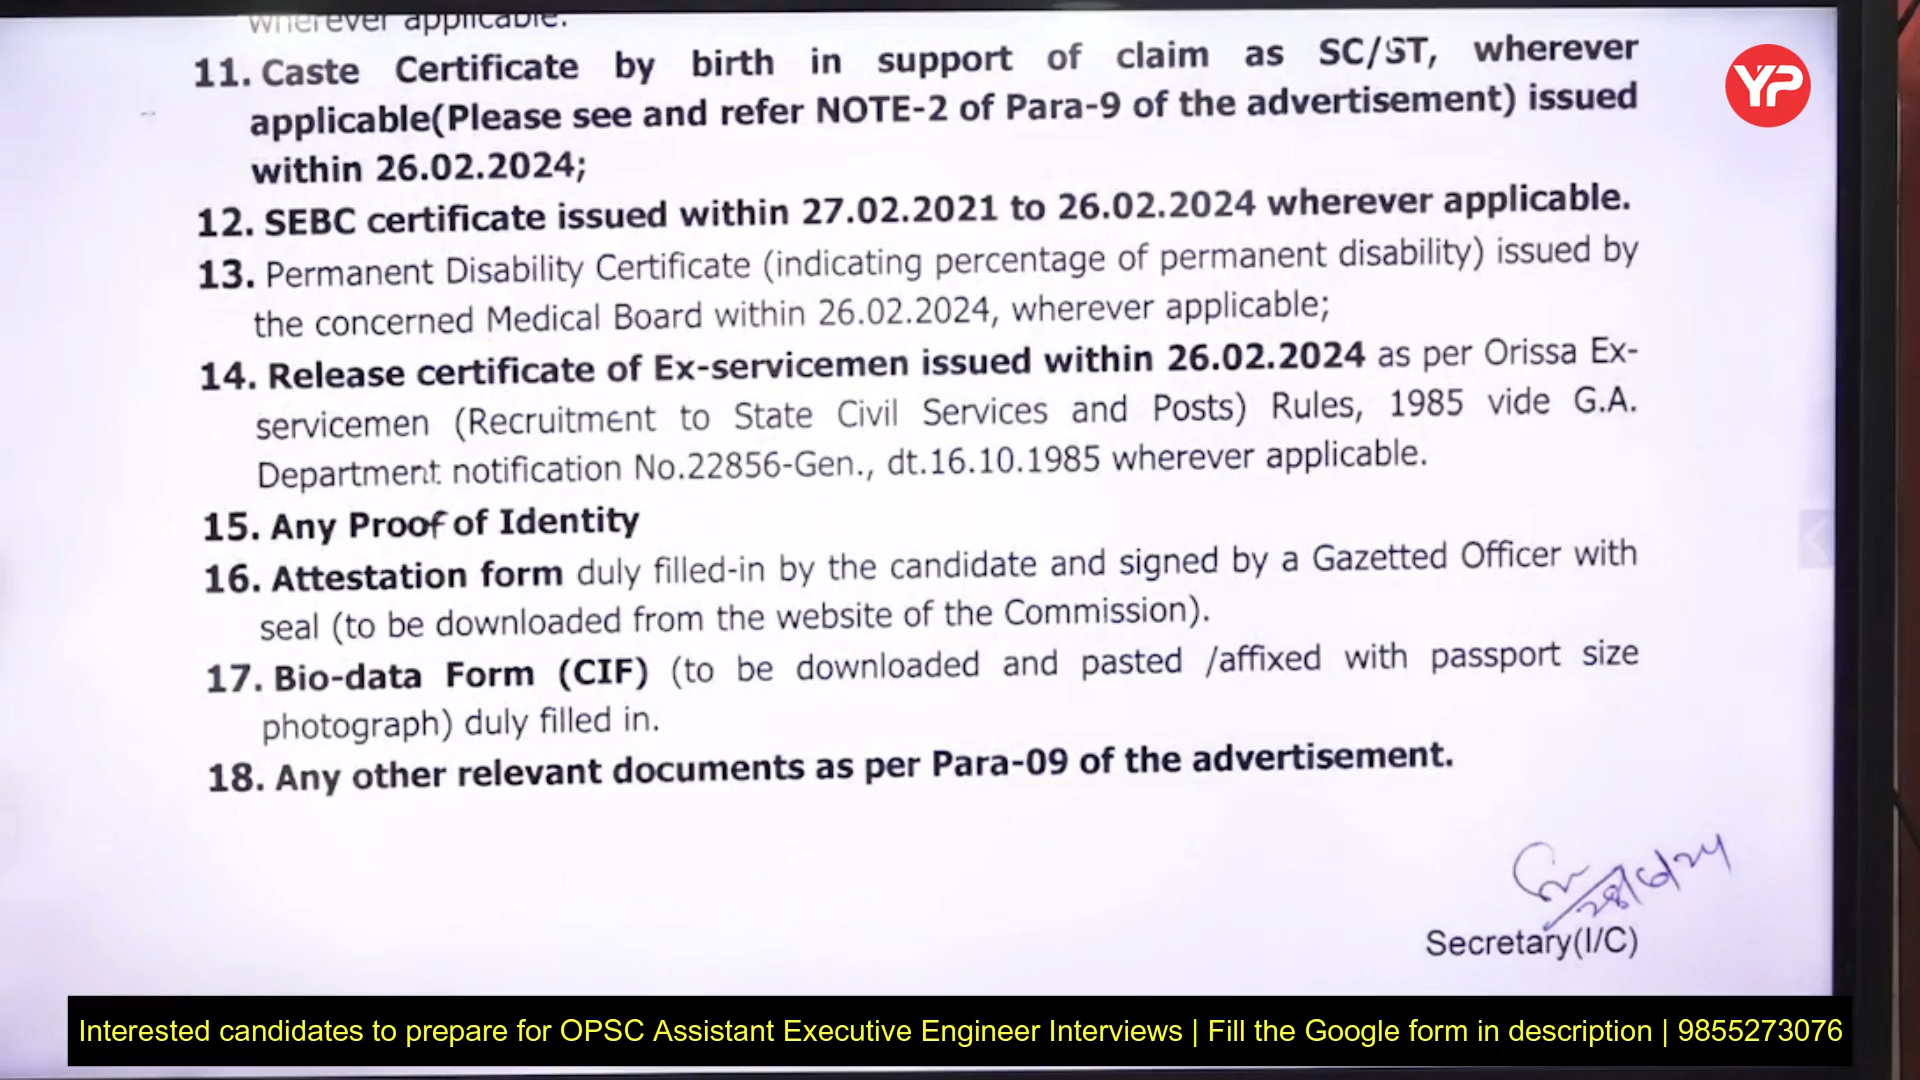 wherever applicable.
11. Caste Certificate by birth in support of claim as SC/ST, wherever
applicable(Please see and refer NOTE-2 of Para-9 of the advertisement) issued
within 26.02.2024;
12. SEBC certificate issued within 27.02.2021 to 26.02.2024 wherever applicable.
13. Permanent Disability Certificate (indicating percentage of permanent disability) issued by
the concerned Medical Board within 26.02.2024, wherever applicable;
14. Release certificate of Ex-servicemen issued within 26.02.2024 as per Orissa Ex-
servicemen (Recruitment to State Civil Services and Posts) Rules, 1985 vide G.A.
Department notification No.22856-Gen., dt.16.10.1985 wherever applicable.
15. Any Proof of Identity
16. Attestation form duly filled-in by the candidate and signed by a Gazetted Officer with
seal (to be downloaded from the website of the Commission).
17. Bio-data Form (CIF) (to be downloaded and pasted /affixed with passport size
photograph) duly filled in.
18. Any other relevant documents as per Para-09 of the advertisement.
28/6/24
Secretary(I/C)
YP
Interested candidates to prepare for OPSC Assistant Executive Engineer Interviews | Fill the Google form in description | 9855273076